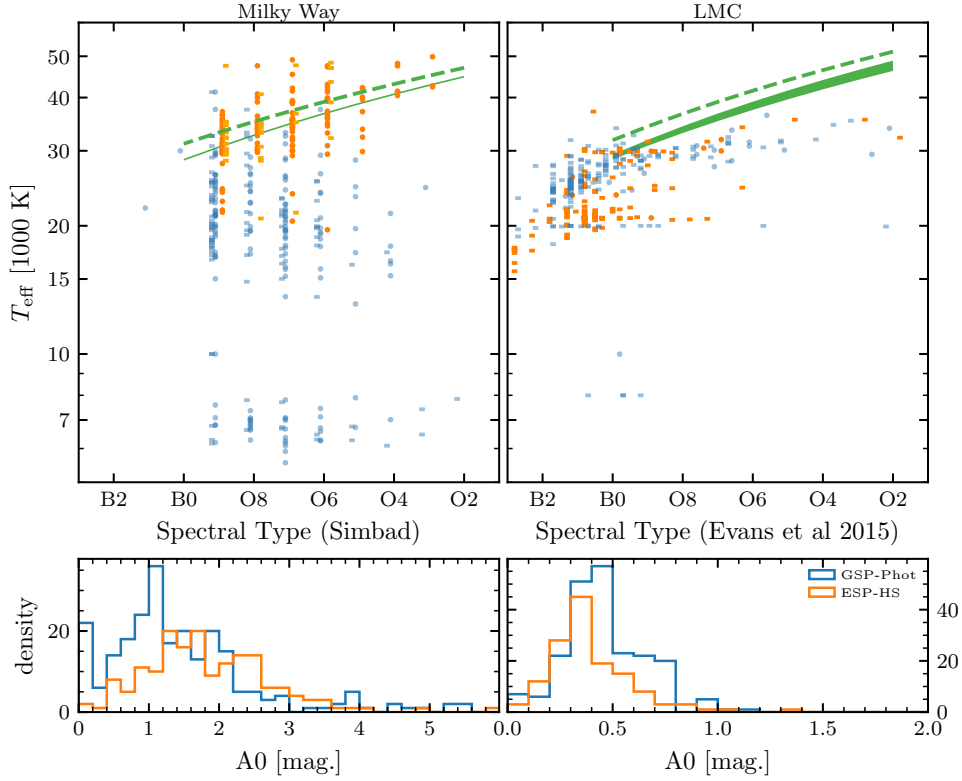 Milky Way
LMC
50
40
30
20
15
10
7
T_eff [1000 K]
B2 B0 O8 O6 O4 O2
B2 B0 O8 O6 O4 O2
Spectral Type (Simbad)
Spectral Type (Evans et al 2015)
GSP-Phot
ESP-HS
20
0
density
40
20
0
0 1 2 3 4 5
0.0 0.5 1.0 1.5 2.0
A0 [mag.]
A0 [mag.]